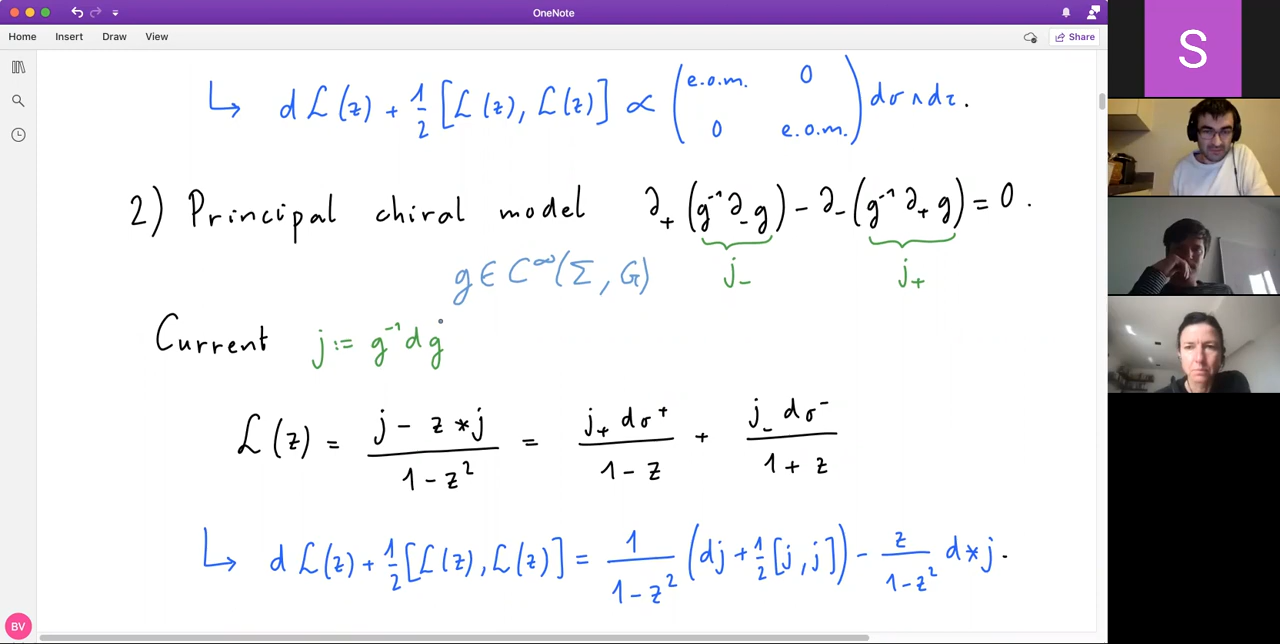 OneNote
Home Insert Draw View Share
↳ dℒ(z) + 1/2 [ℒ(z), ℒ(z)] ∝ ( e.o.m. 0 ; 0 e.o.m. ) dσ∧dτ.
2) Principal chiral model ∂₊(g⁻¹∂₋g) − ∂₋(g⁻¹∂₊g) = 0.
j₋ j₊
g ∈ C^∞(Σ, G)
Current j := g⁻¹dg
ℒ(z) = (j − z*j)/(1 − z²) = (j₊ dσ⁺)/(1 − z) + (j₋ dσ⁻)/(1 + z)
↳ dℒ(z) + 1/2 [ℒ(z), ℒ(z)] = 1/(1−z²) (dj + 1/2 [j, j]) − z/(1−z²) d*j.
S
BV